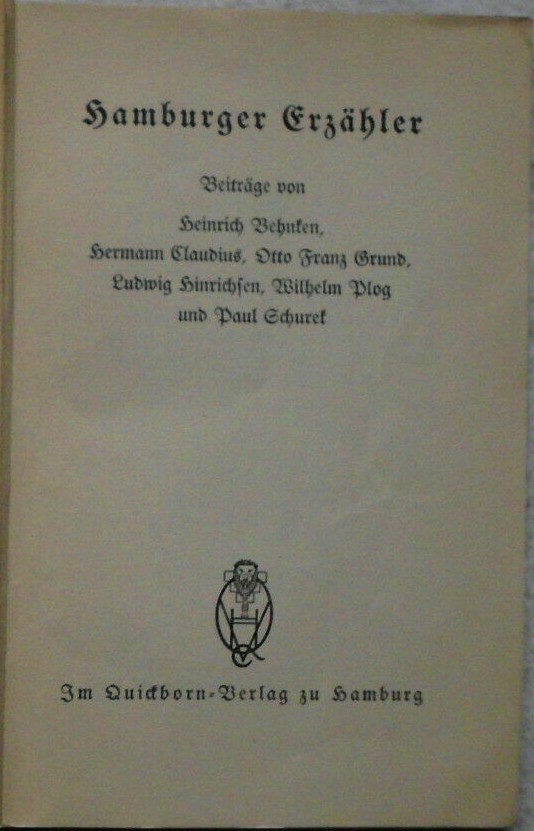 Hamburger Erzähler
Beiträge von
Heinrich Behnken,
Hermann Claudius, Otto Franz Grund,
Ludwig Hinrichsen, Wilhelm Plog
und Paul Schurek
Im Quickborn-Verlag zu Hamburg